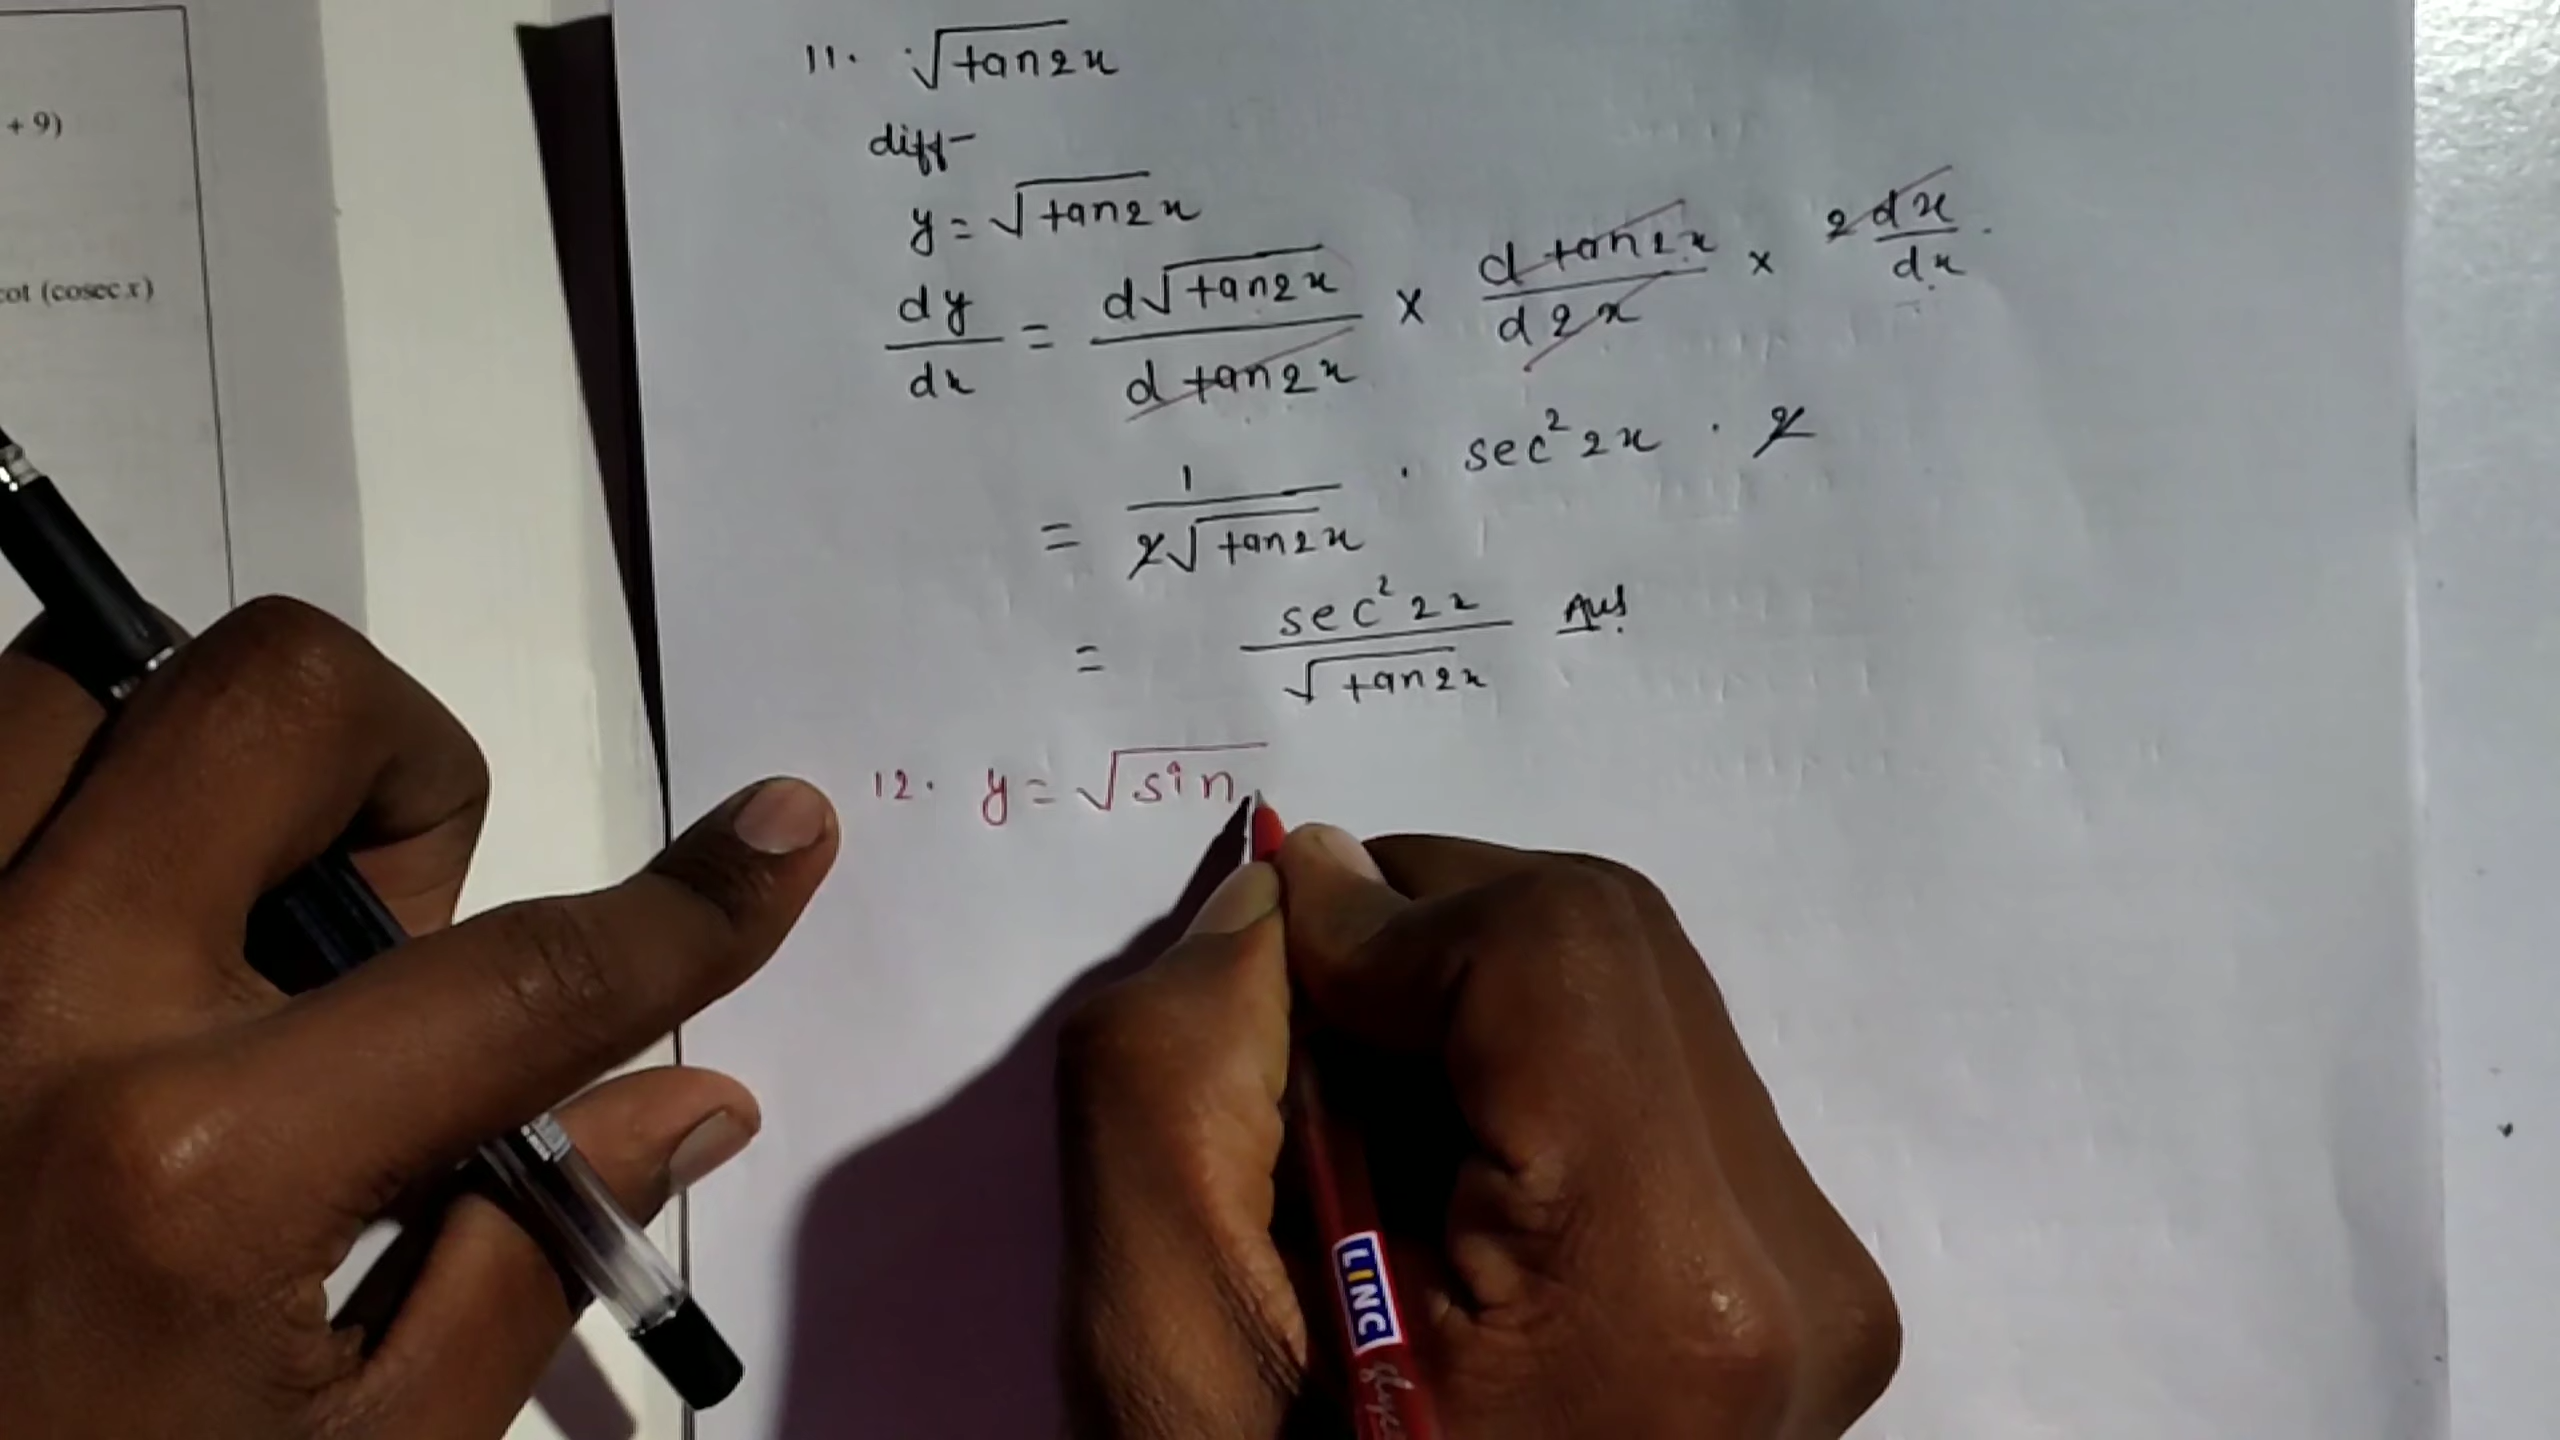 + 9)
cot (cosec x)
11. √tan2x
diff-
y = √tan2x
dy/dx = d√tan2x/d tan2x × d tan2x/d2x × 2dx/dx
= 1/2√tan2x . sec²2x . 2
= sec²2x/√tan2x Ans
12. y = √sin
LINC